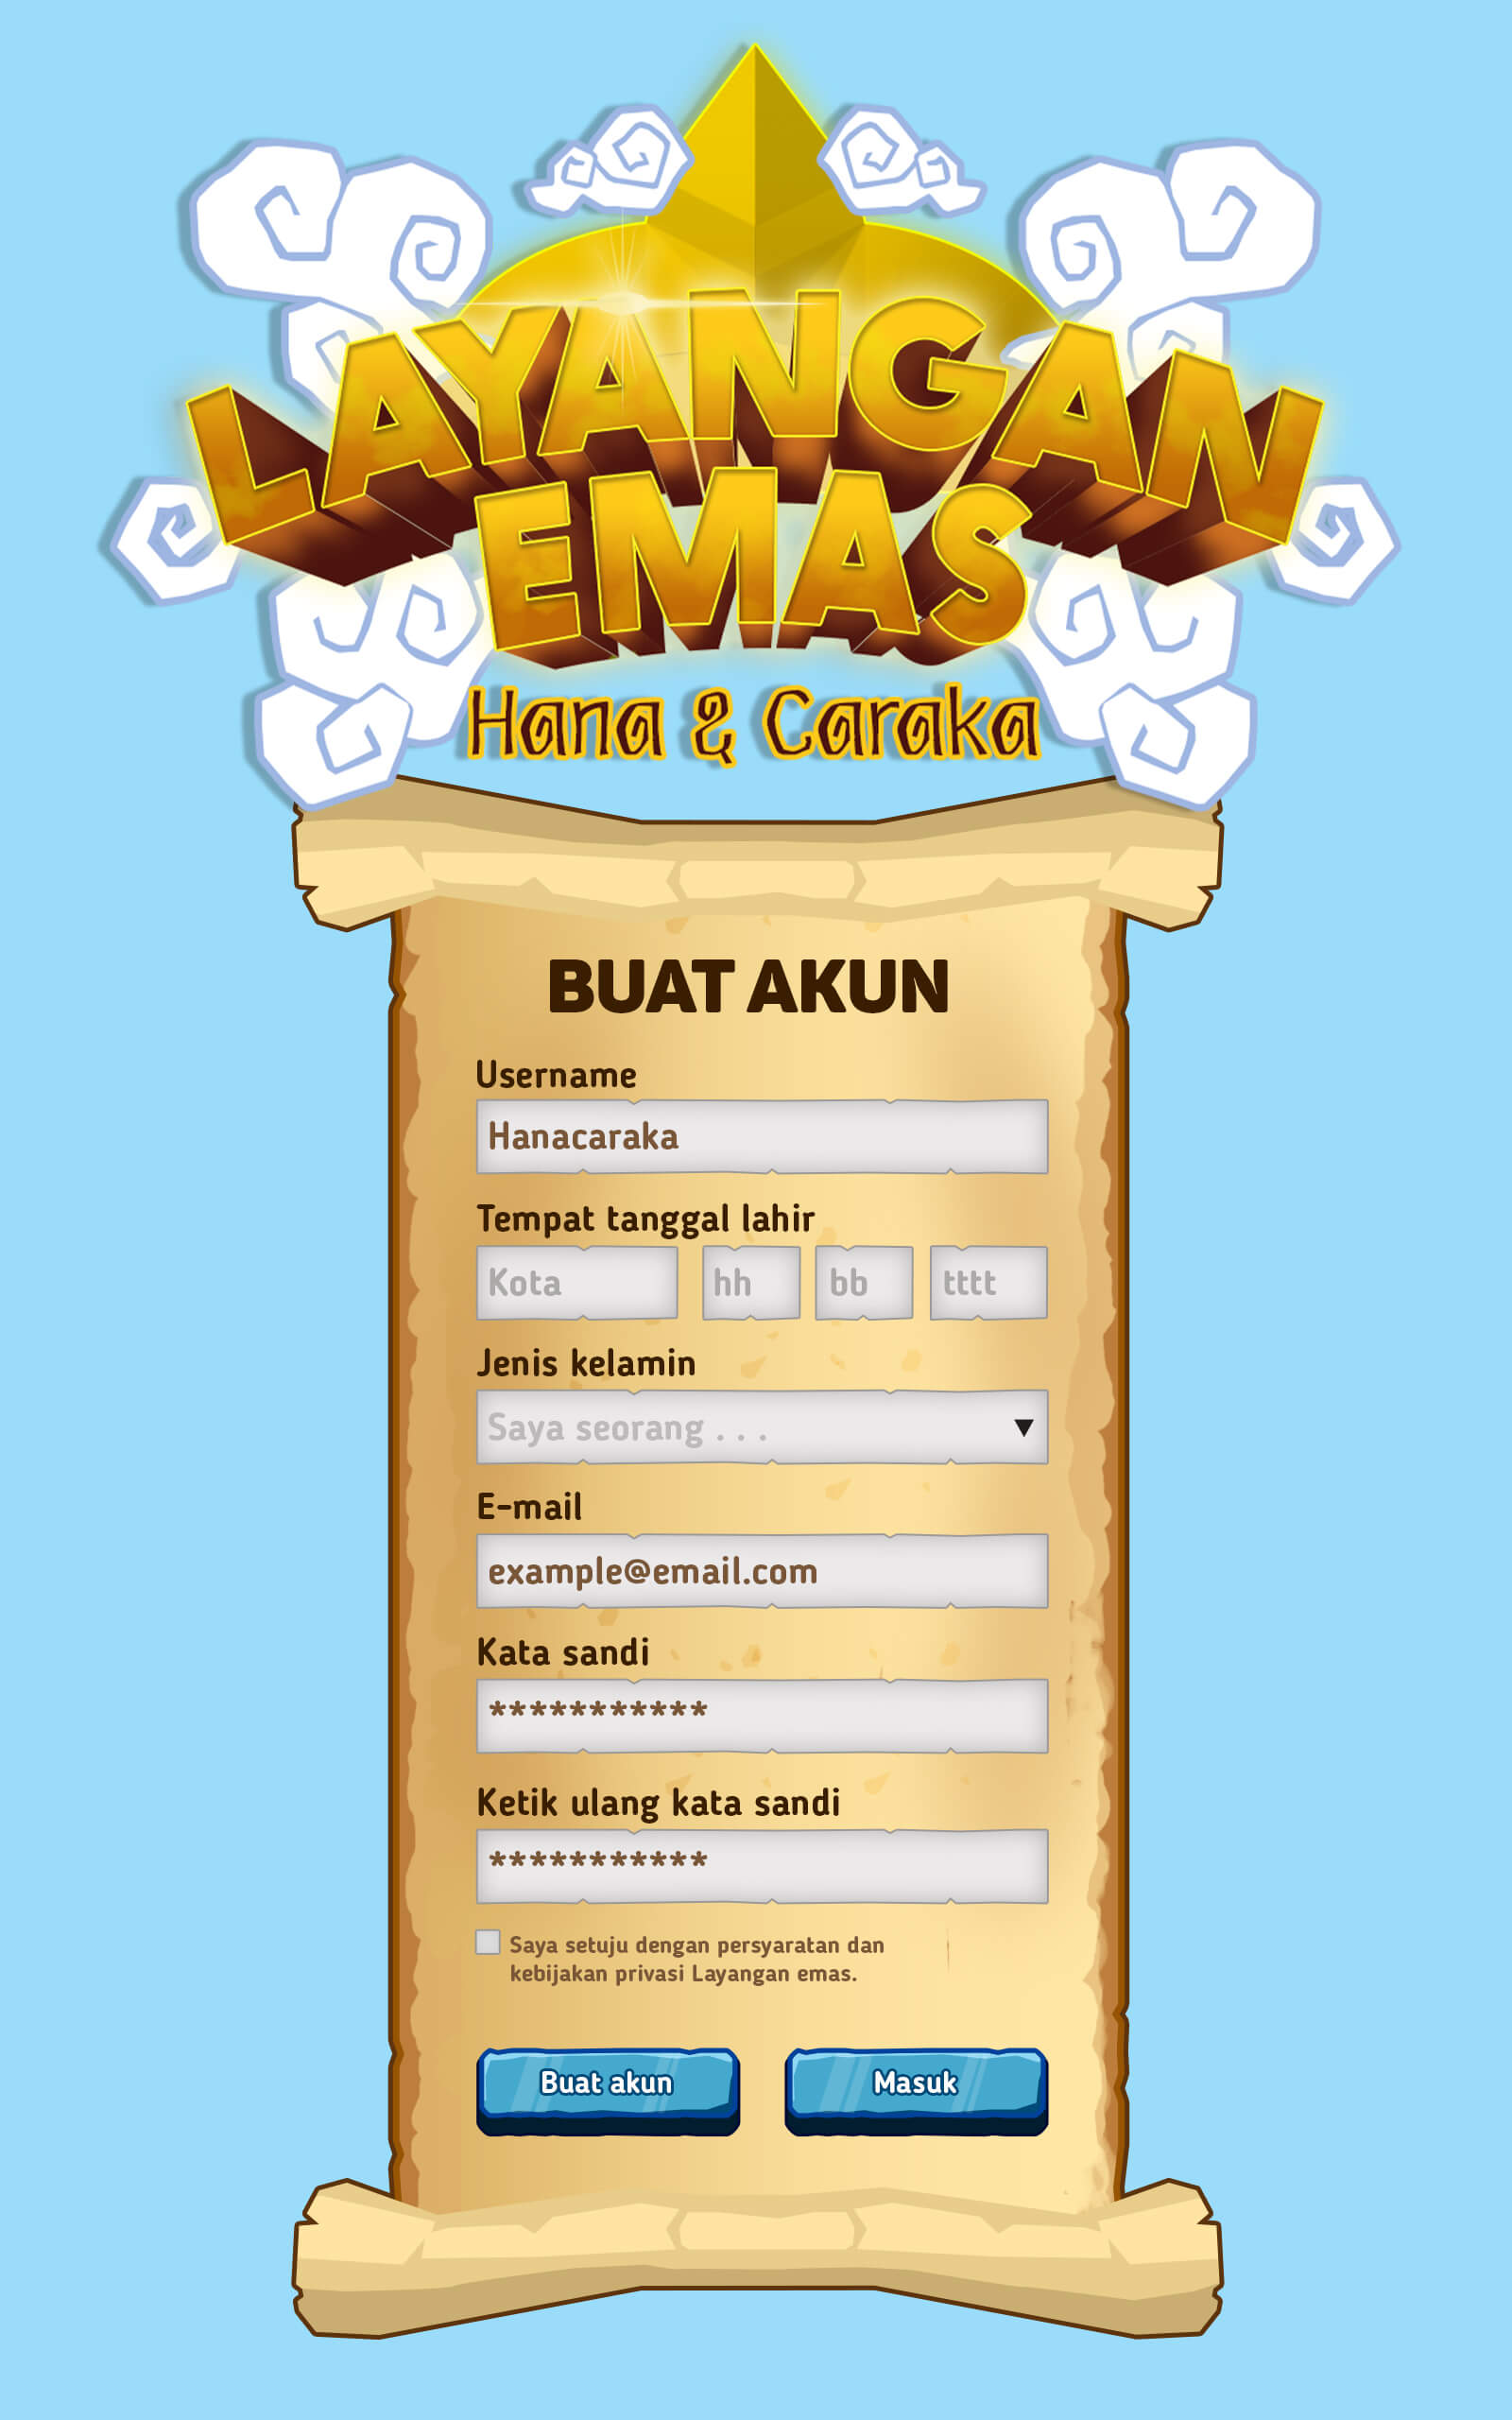 LAYANGAN
EMAS
Hana & Caraka
BUAT AKUN
Username
Hanacaraka
Tempat tanggal lahir
Kota hh bb tttt
Jenis kelamin
Saya seorang . . .
E-mail
example@email.com
Kata sandi
***********
Ketik ulang kata sandi
***********
Saya setuju dengan persyaratan dan
kebijakan privasi Layangan emas.
Buat akun Masuk